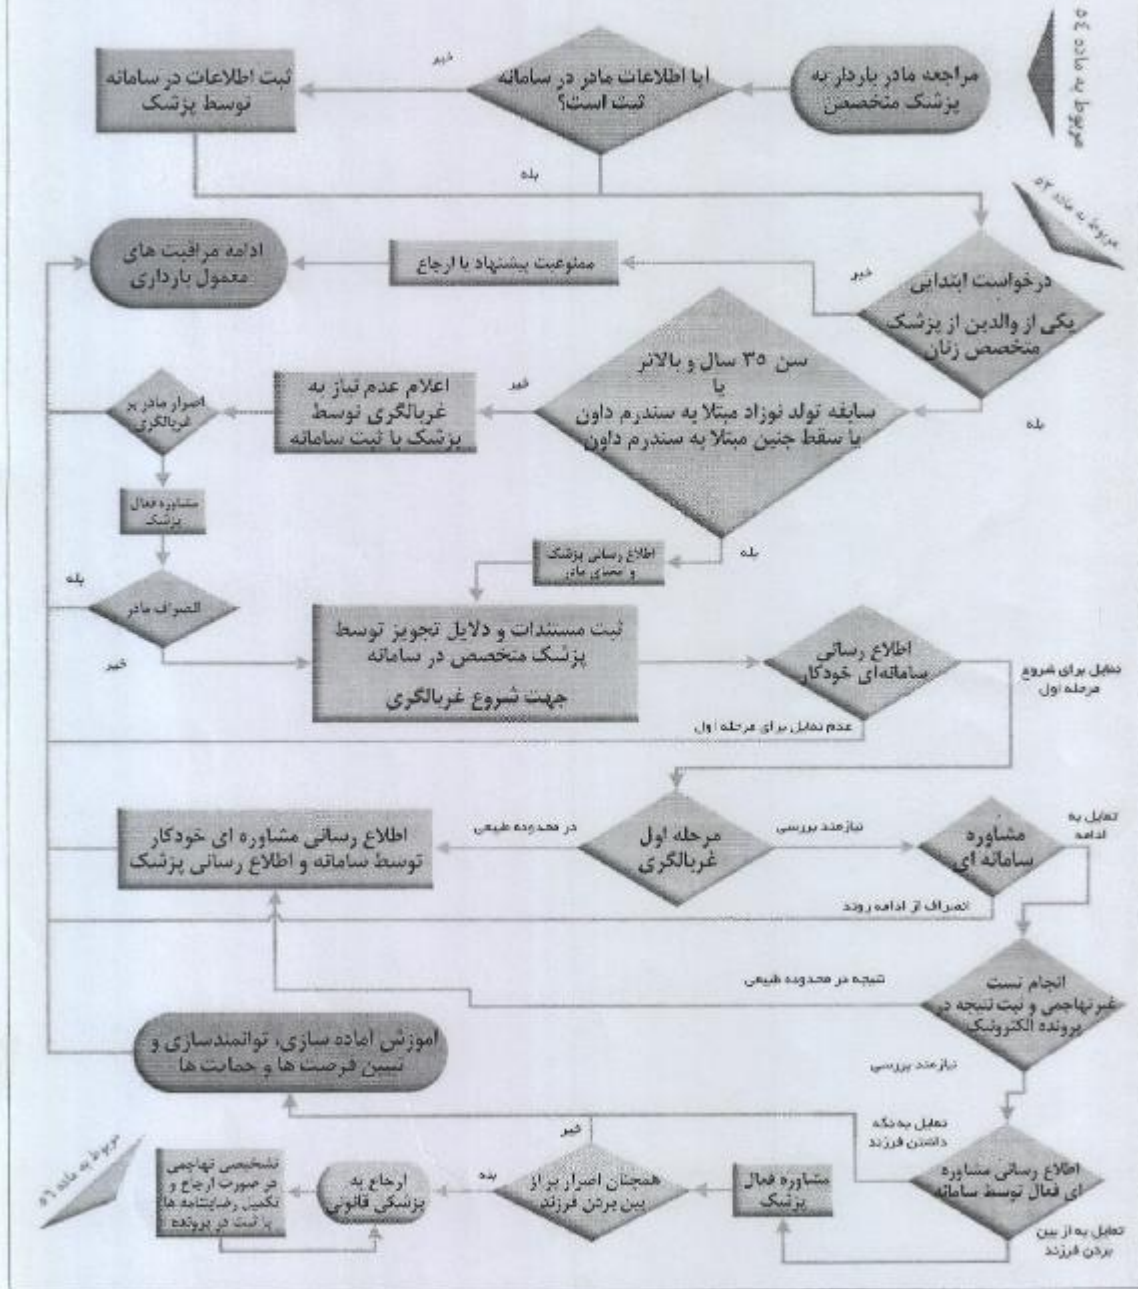 مربوط به ماده ۵۴
مراجعه مادر باردار به
پزشک متخصص
آیا اطلاعات مادر در سامانه
ثبت است؟
خیر
ثبت اطلاعات در سامانه
توسط پزشک
بله
مربوط به ماده ۵۳
درخواست ابتدائی
یکی از والدین از پزشک
متخصص زنان
خیر
ممنوعیت پیشنهاد یا ارجاع
ادامه مراقبت های
معمول بارداری
بله
سن ۳۵ سال و بالاتر
یا
سابقه تولد نوزاد مبتلا به سندرم داون
یا سقط جنین مبتلا به سندرم داون
خیر
اعلام عدم نیاز به
غربالگری توسط
پزشک با ثبت سامانه
اصرار مادر بر
غربالگری
مشاوره فعال
پزشک
بله
اطلاع رسانی پزشک
و امضای مادر
انصراف مادر
بله
خیر
ثبت مستندات و دلایل تجویز توسط
پزشک متخصص در سامانه
جهت شروع غربالگری
اطلاع رسانی
سامانه‌ای خودکار
تمایل برای شروع
مرحله اول
عدم تمایل برای مرحله اول
مرحله اول
غربالگری
نیازمند بررسی
در محدوده طبیعی
اطلاع رسانی مشاوره ای خودکار
توسط سامانه و اطلاع رسانی پزشک
مشاوره
سامانه ای
تمایل به
ادامه
انصراف از ادامه روند
انجام تست
غیرتهاجمی و ثبت نتیجه در
پرونده الکترونیک
نتیجه در محدوده طبیعی
نیازمند بررسی
آموزش آماده سازی، توانمندسازی و
تبیین فرصت ها و حمایت ها
تمایل به نگه
داشتن فرزند
اطلاع رسانی مشاوره
ای فعال توسط سامانه
تمایل به از بین
بردن فرزند
مشاوره فعال
پزشک
همچنان اصرار بر از
بین بردن فرزند
خیر
بله
ارجاع به
پزشکی قانونی
تشخیصی تهاجمی
در صورت ارجاع و
تکمیل رضایتنامه ها
با ثبت در پرونده
مربوط به ماده ۵۶